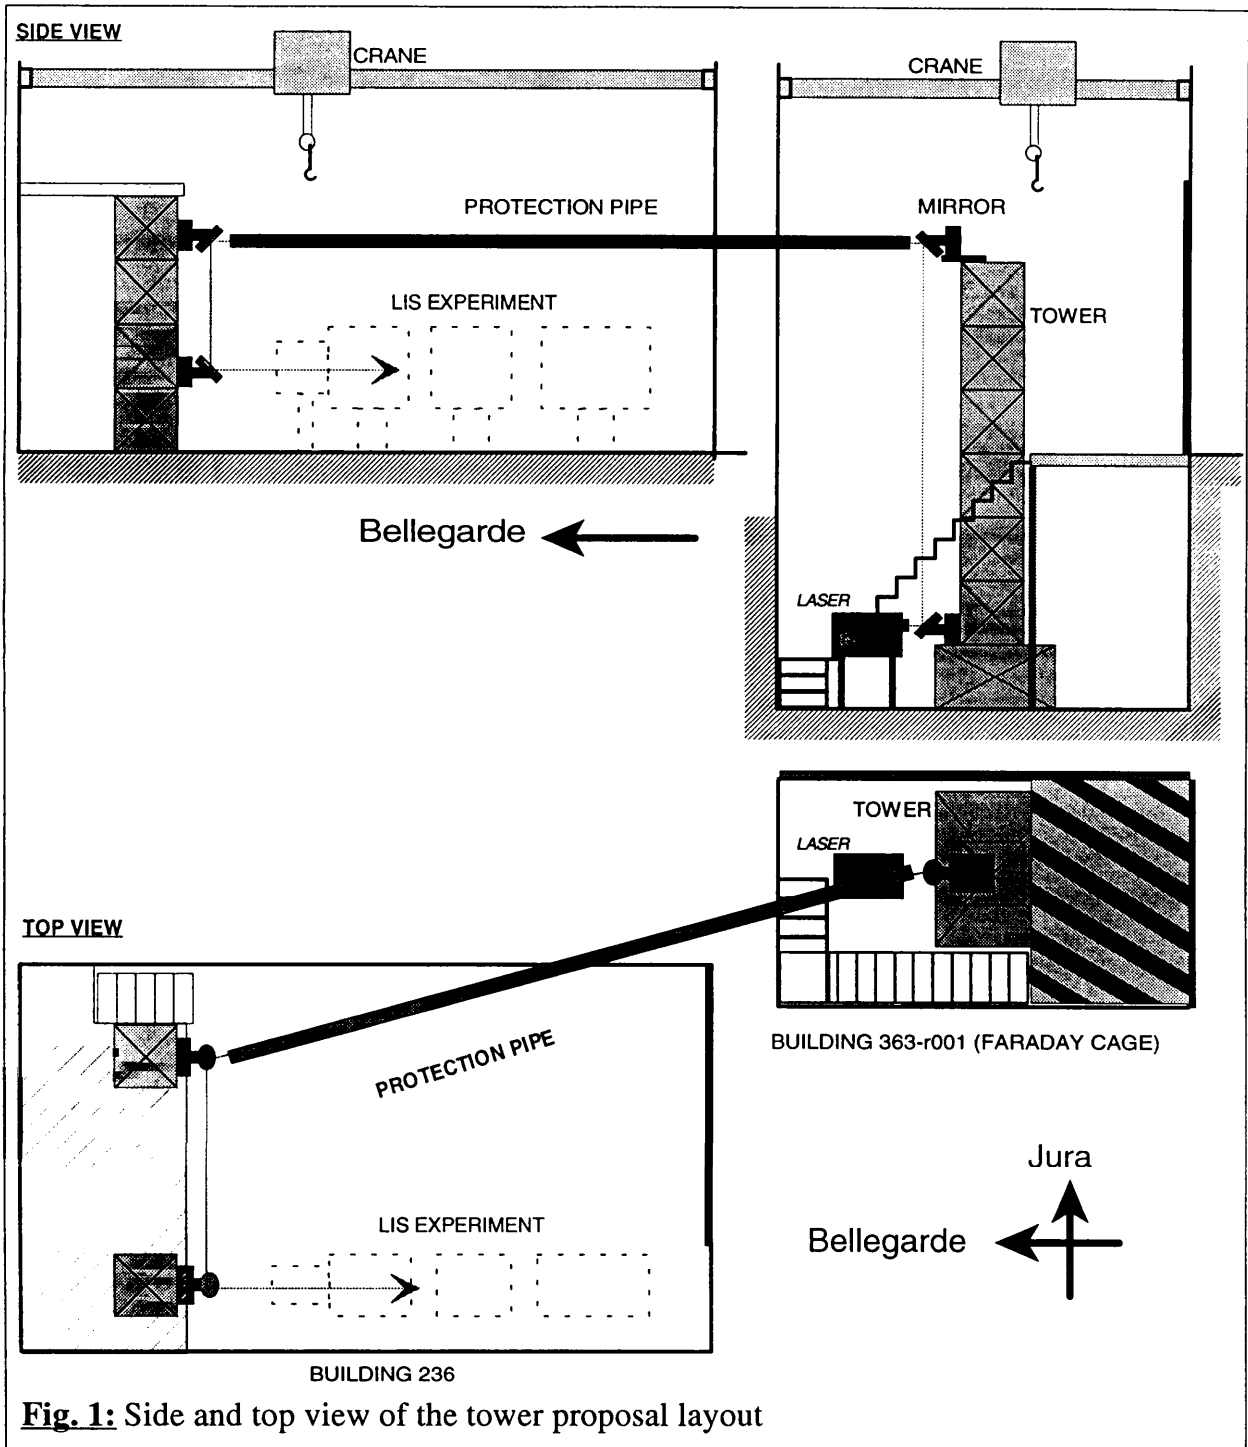 SIDE VIEW
CRANE
CRANE
PROTECTION PIPE
MIRROR
LIS EXPERIMENT
TOWER
Bellegarde
LASER
TOWER
LASER
TOP VIEW
PROTECTION PIPE
BUILDING 363-r001 (FARADAY CAGE)
Jura
LIS EXPERIMENT
Bellegarde
BUILDING 236
Fig. 1: Side and top view of the tower proposal layout